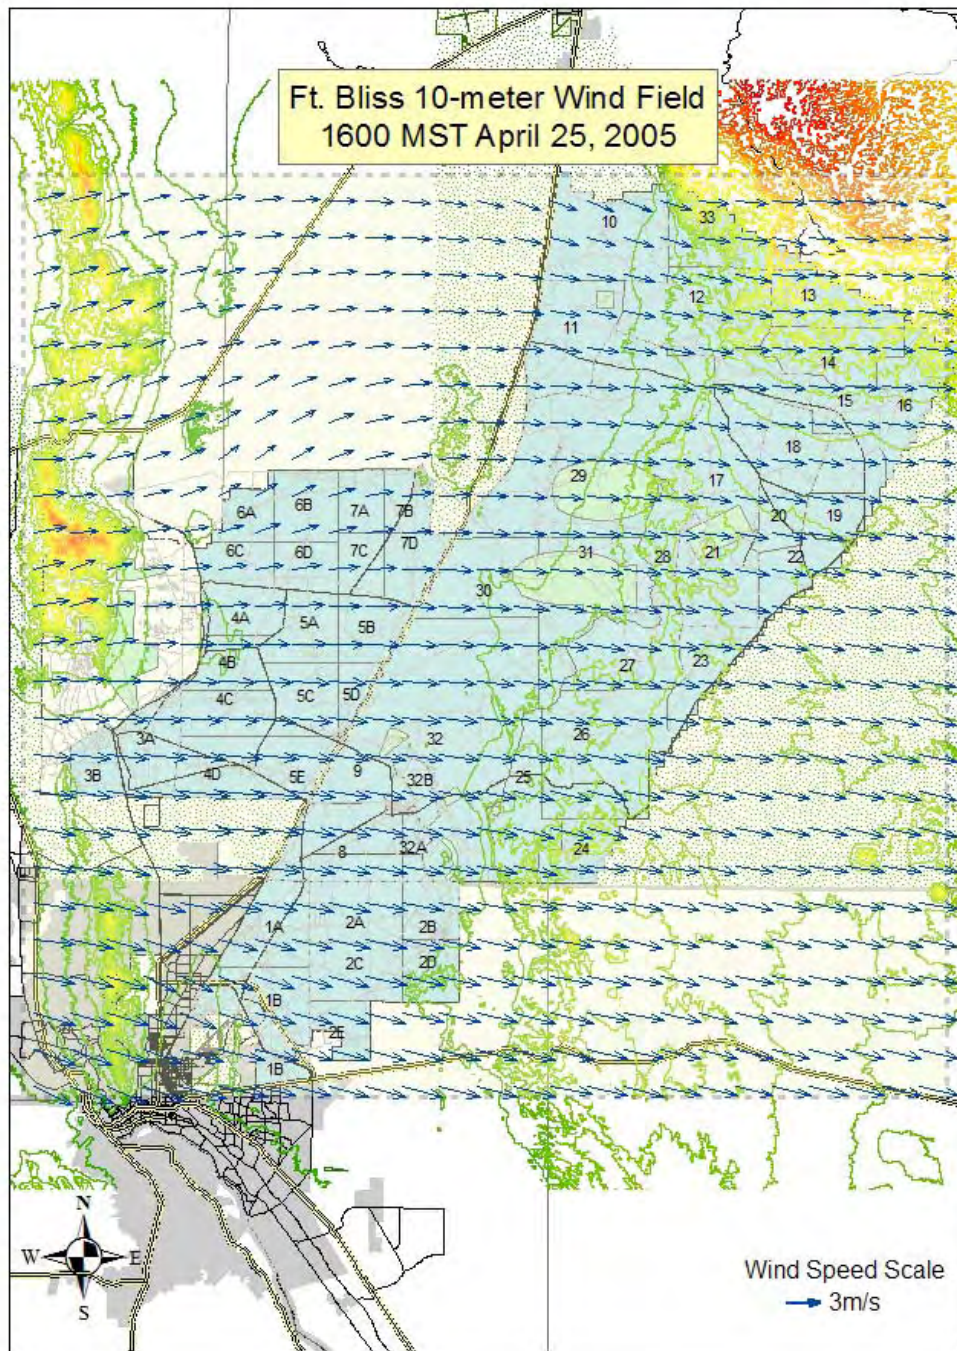 Ft. Bliss 10-meter Wind Field
1600 MST April 25, 2005
10
33
12
13
11
14
15
16
18
17
29
6A
6B
7A
7B
20
19
6C
6D
7C
7D
31
28
21
22
30
4A
5A
5B
4B
27
23
4C
5C
5D
3A
32
26
3B
4D
5E
9
32B
25
8
32A
24
1A
2A
2B
2C
2D
1B
2E
1B
N
W
E
S
Wind Speed Scale
3m/s